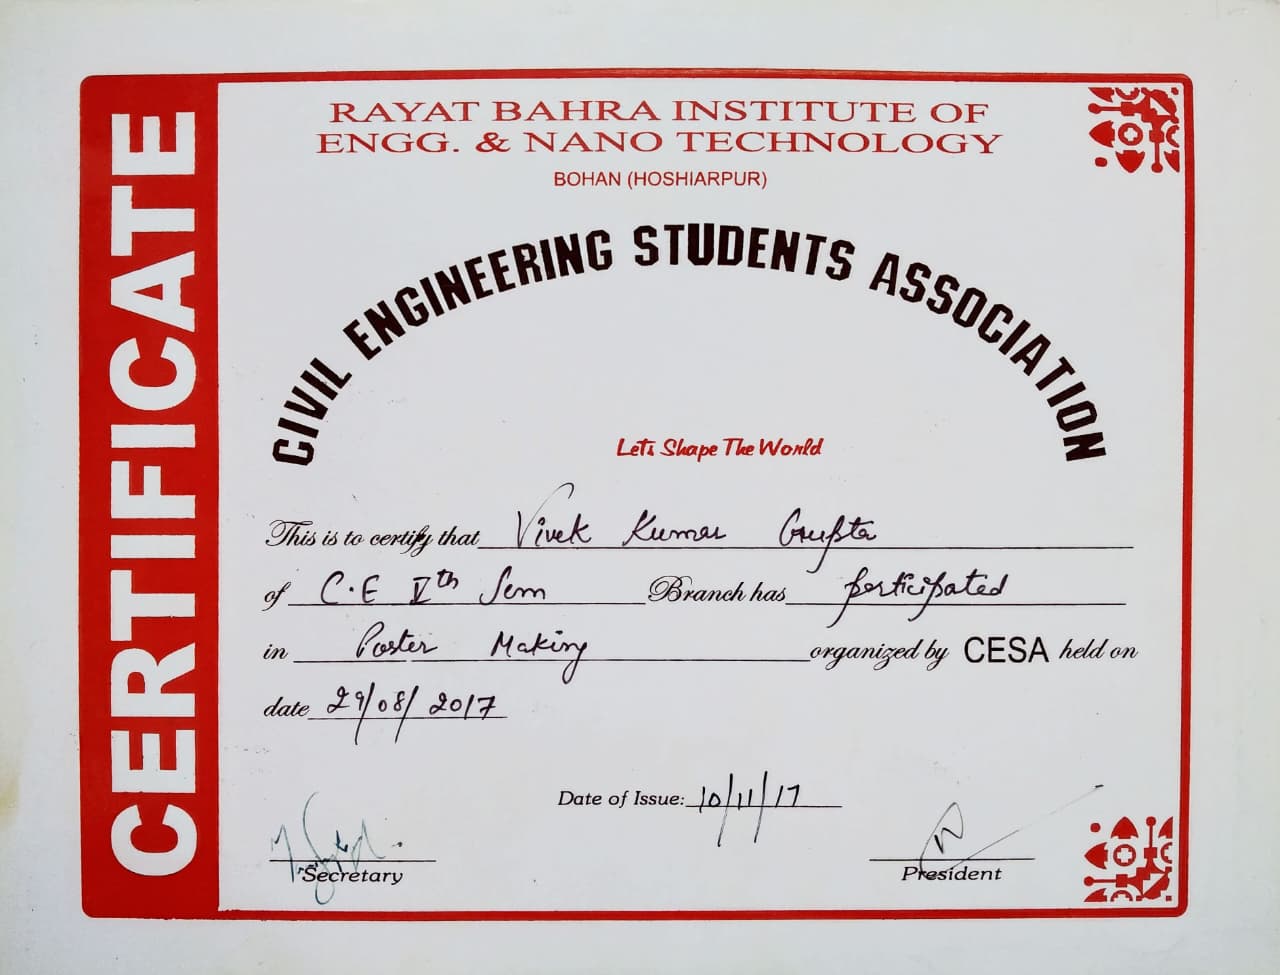 CERTIFICATE
RAYAT BAHRA INSTITUTE OF
ENGG. & NANO TECHNOLOGY
BOHAN (HOSHIARPUR)
CIVIL ENGINEERING STUDENTS ASSOCIATION
Lets Shape The World
This is to certify that Vivek Kumar Gupta
of C.E Vth Sem Branch has participated
in Poster Making organized by CESA held on
date 29/08/2017
Date of Issue: 10/11/17
Secretary
President